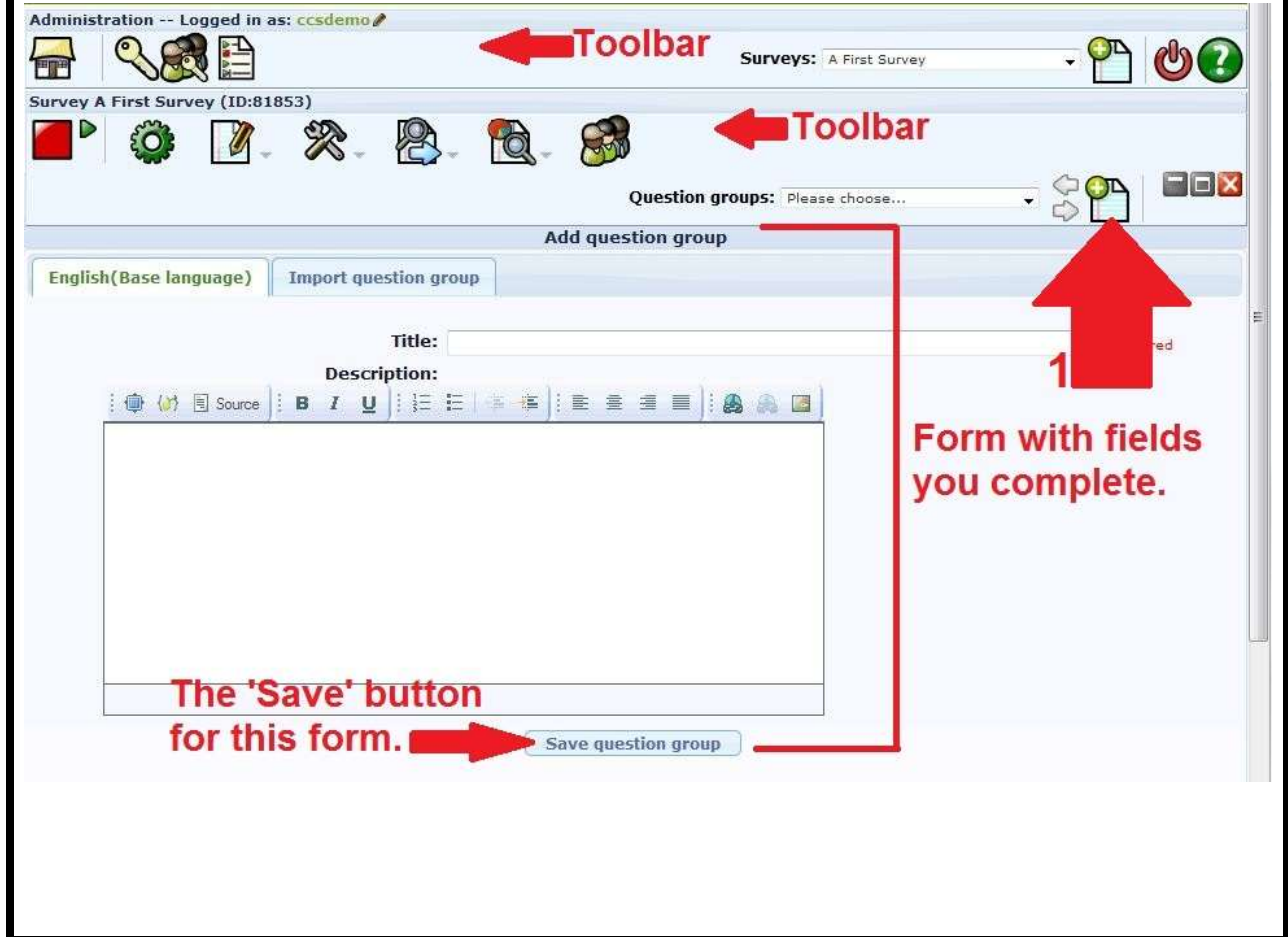 Administration -- Logged in as: ccsdemo
Toolbar
Surveys: A First Survey
Survey A First Survey (ID:81853)
Toolbar
Question groups: Please choose...
Add question group
English(Base language) Import question group
Title:
1
Description:
Source B I U
Form with fields
you complete.
The 'Save' button
for this form.
Save question group